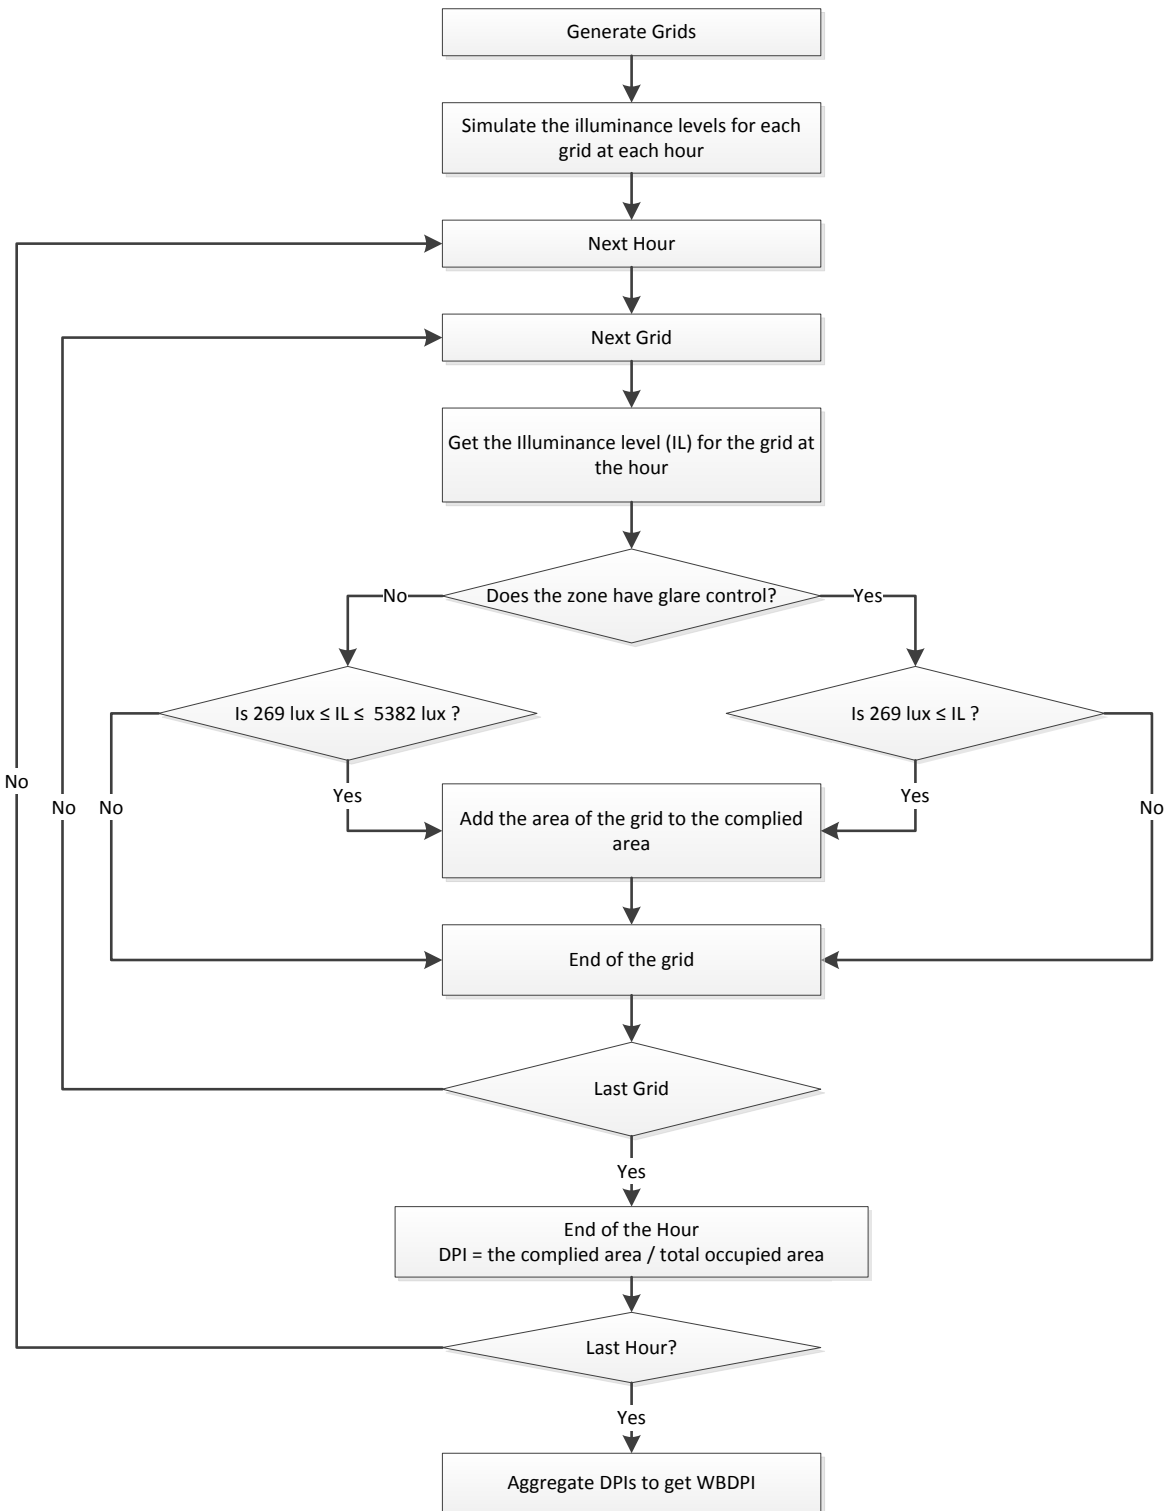 Generate Grids
Simulate the illuminance levels for each
grid at each hour
Next Hour
Next Grid
Get the Illuminance level (IL) for the grid at
the hour
Does the zone have glare control?
No
Yes
Is 269 lux ≤ IL ≤ 5382 lux ?
Is 269 lux ≤ IL ?
No
No
No
Yes
Yes
No
Add the area of the grid to the complied
area
End of the grid
Last Grid
Yes
End of the Hour
DPI = the complied area / total occupied area
Last Hour?
Yes
Aggregate DPIs to get WBDPI